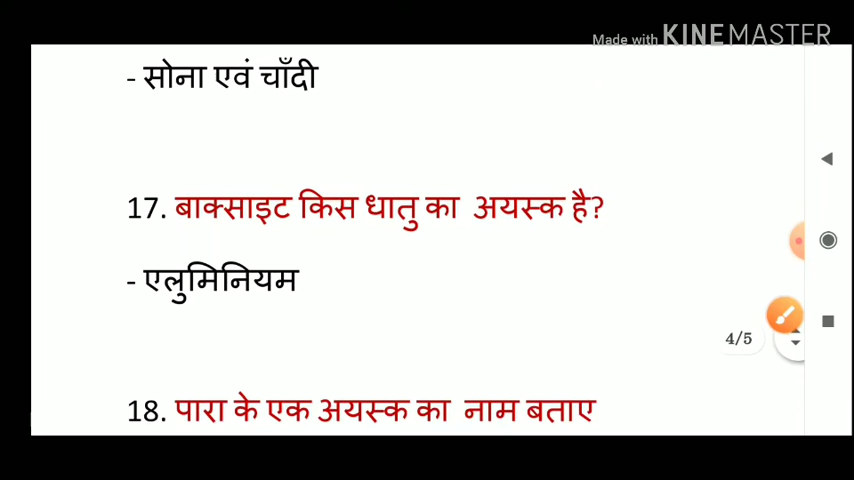 Made with KINEMASTER
- सोना एवं चाँदी
17. बाक्साइट किस धातु का अयस्क है?
- एलुमिनियम
4/5
18. पारा के एक अयस्क का नाम बताए